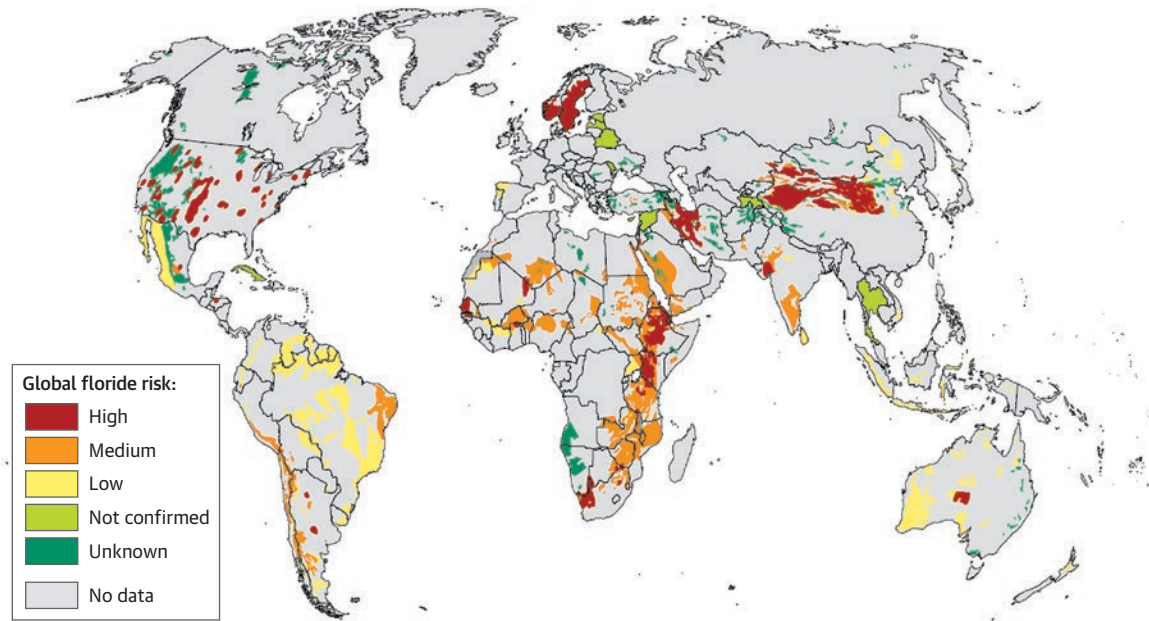 Global floride risk:
High
Medium
Low
Not confirmed
Unknown
No data